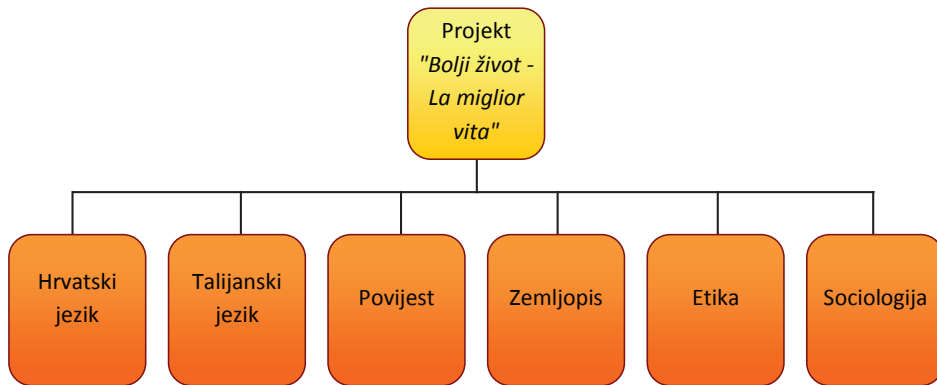 Projekt
"Bolji život -
La miglior
vita"
Hrvatski
jezik
Talijanski
jezik
Povijest
Zemljopis
Etika
Sociologija